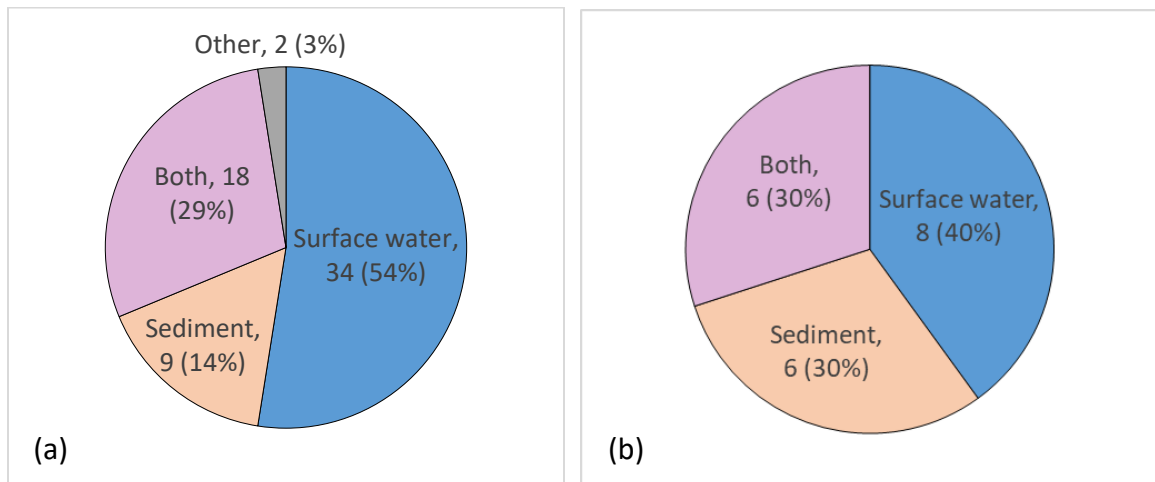 Other, 2 (3%)
Both, 18
(29%)
Surface water,
34 (54%)
Sediment,
9 (14%)
(a)
Both,
6 (30%)
Surface water,
8 (40%)
Sediment,
6 (30%)
(b)